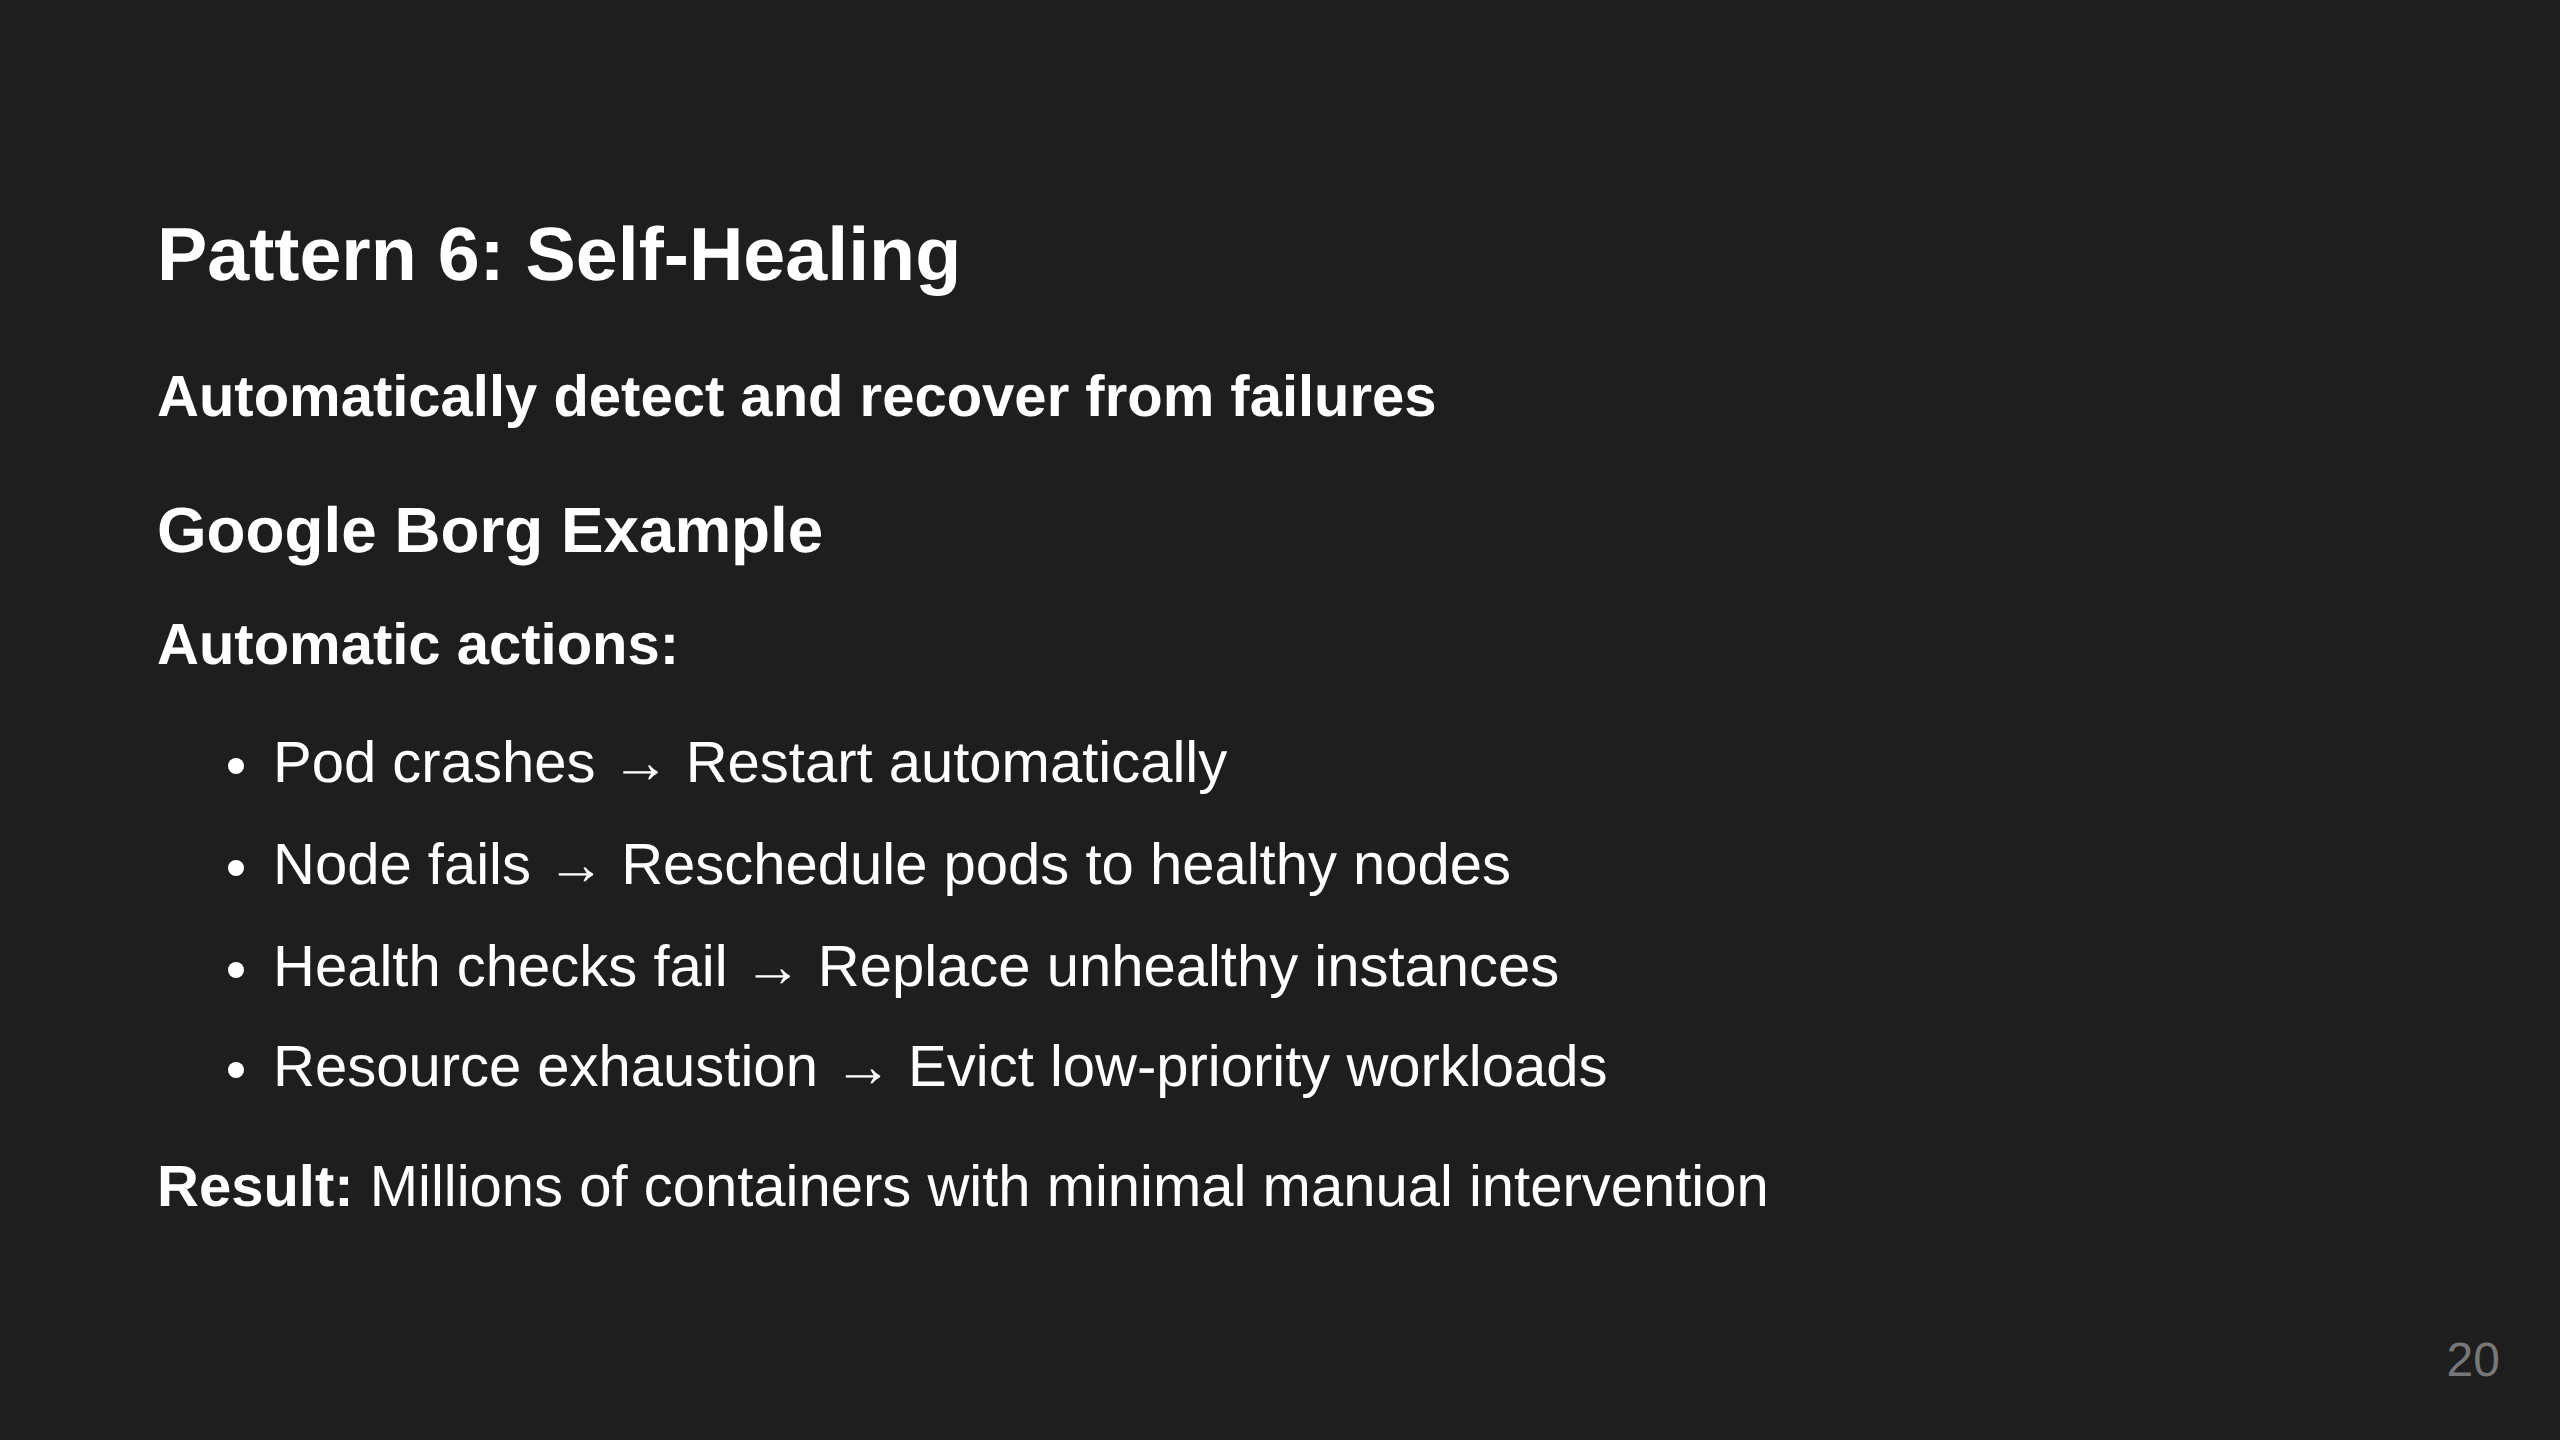 Pattern 6: Self-Healing
Automatically detect and recover from failures
Google Borg Example
Automatic actions:
• Pod crashes → Restart automatically
• Node fails → Reschedule pods to healthy nodes
• Health checks fail → Replace unhealthy instances
• Resource exhaustion → Evict low-priority workloads
Result: Millions of containers with minimal manual intervention
20